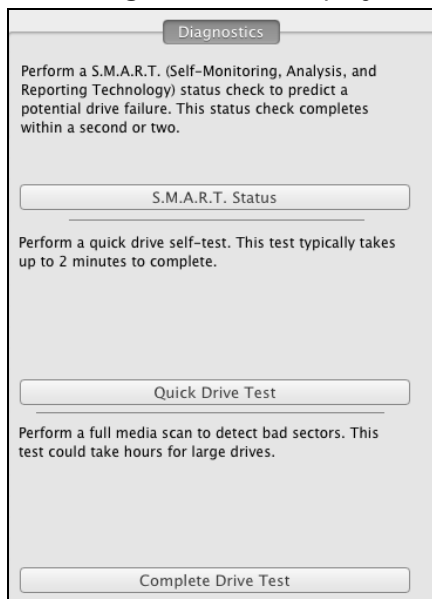 Diagnostics
Perform a S.M.A.R.T. (Self-Monitoring, Analysis, and
Reporting Technology) status check to predict a
potential drive failure. This status check completes
within a second or two.
S.M.A.R.T. Status
Perform a quick drive self-test. This test typically takes
up to 2 minutes to complete.
Quick Drive Test
Perform a full media scan to detect bad sectors. This
test could take hours for large drives.
Complete Drive Test